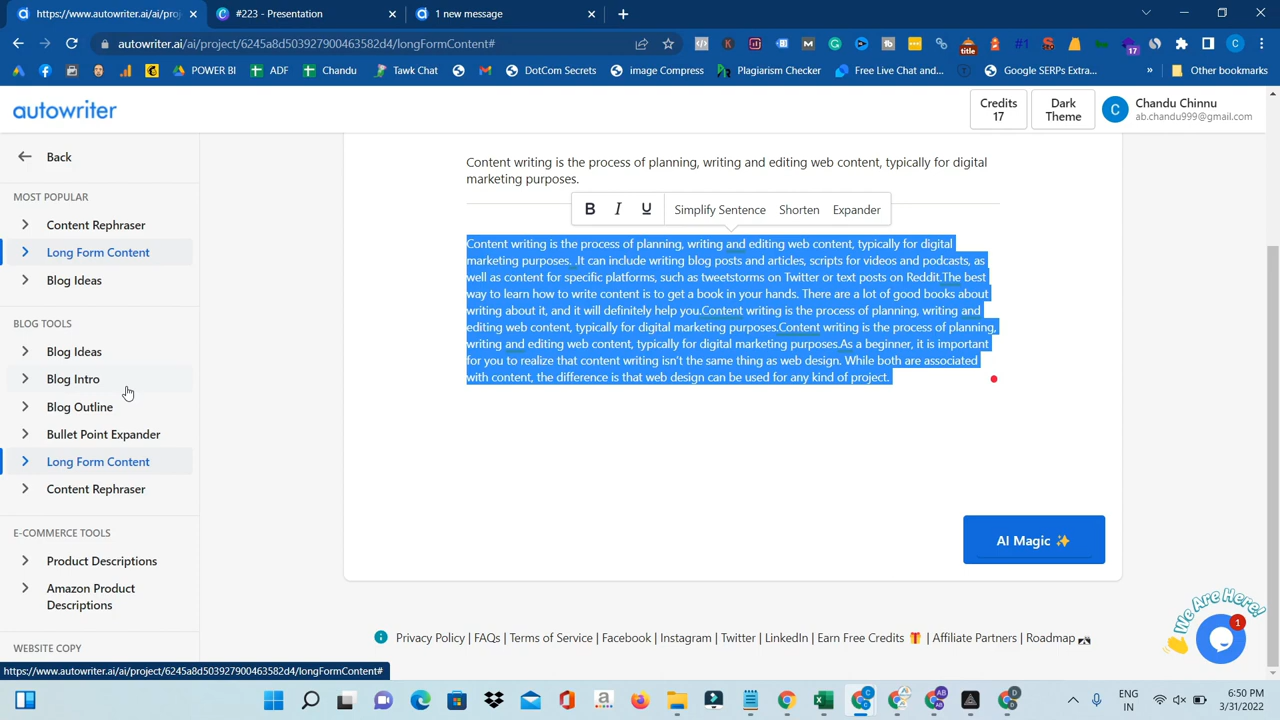 https://www.autowriter.ai/ai/proj
#223 - Presentation
1 new message
autowriter.ai/ai/project/6245a8d503927900463582d4/longFormContent#
POWER BI
ADF
Chandu
Tawk Chat
DotCom Secrets
image Compress
Plagiarism Checker
Free Live Chat and...
Google SERPs Extra...
Other bookmarks
autowriter
Credits
17
Dark
Theme
C
Chandu Chinnu
ab.chandu999@gmail.com
Back
MOST POPULAR
Content Rephraser
Long Form Content
Blog Ideas
BLOG TOOLS
Blog Ideas
Blog Intro
Blog Outline
Bullet Point Expander
Long Form Content
Content Rephraser
E-COMMERCE TOOLS
Product Descriptions
Amazon Product
Descriptions
WEBSITE COPY
https://www.autowriter.ai/ai/project/6245a8d503927900463582d4/longFormContent#
Content writing is the process of planning, writing and editing web content, typically for digital
marketing purposes.
B I U Simplify Sentence Shorten Expander
Content writing is the process of planning, writing and editing web content, typically for digital
marketing purposes. .It can include writing blog posts and articles, scripts for videos and podcasts, as
well as content for specific platforms, such as tweetstorms on Twitter or text posts on Reddit.The best
way to learn how to write content is to get a book in your hands. There are a lot of good books about
writing about it, and it will definitely help you.Content writing is the process of planning, writing and
editing web content, typically for digital marketing purposes.Content writing is the process of planning,
writing and editing web content, typically for digital marketing purposes.As a beginner, it is important
for you to realize that content writing isn't the same thing as web design. While both are associated
with content, the difference is that web design can be used for any kind of project.
AI Magic ✨
Privacy Policy | FAQs | Terms of Service | Facebook | Instagram | Twitter | LinkedIn | Earn Free Credits 🎁 | Affiliate Partners | Roadmap
We Are Here!
1
ENG
IN
6:50 PM
3/31/2022